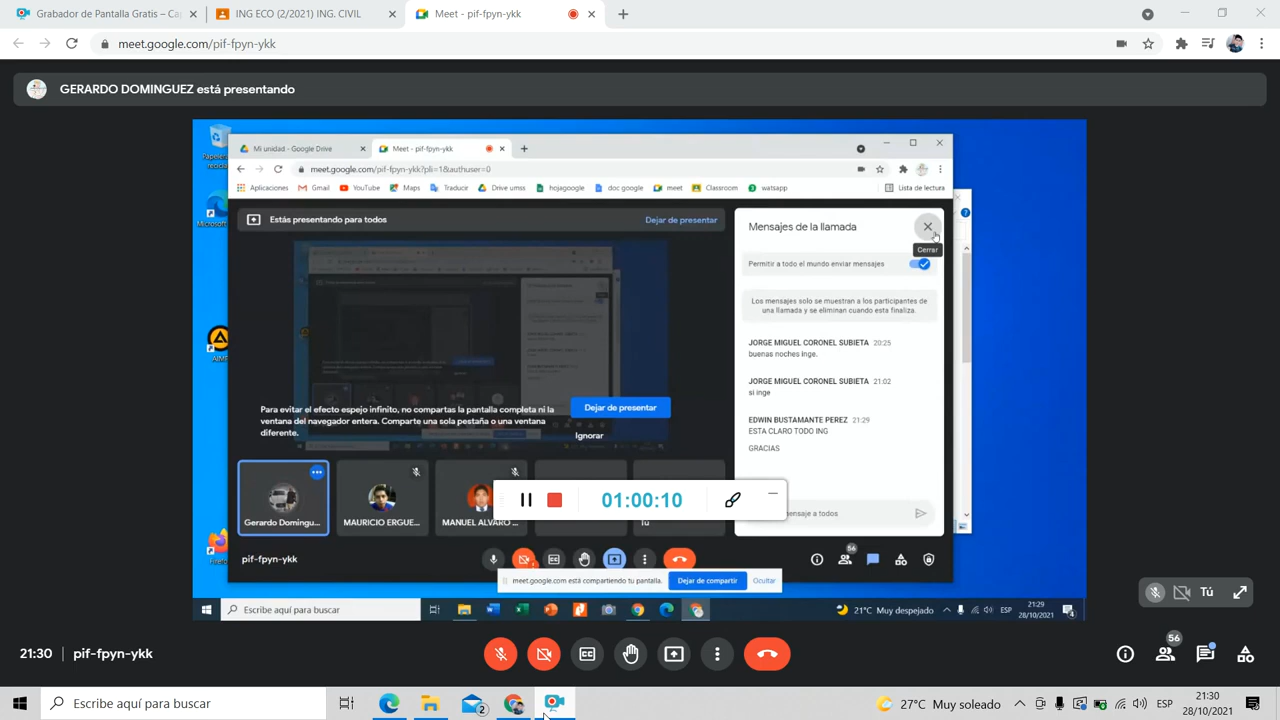 Grabador de Pantalla Gratis – Ca
ING ECO (2/2021) ING. CIVIL
Meet - pif-fpyn-ykk
meet.google.com/pif-fpyn-ykk
GERARDO DOMINGUEZ está presentando
Mi unidad - Google Drive
Meet - pif-fpyn-ykk
meet.google.com/pif-fpyn-ykk?pli=1&authuser=0
Aplicaciones Gmail YouTube Maps Traducir Drive umss hojagoogle doc google meet Classroom watsapp Lista de lectura
Estás presentando para todos
Dejar de presentar
Mensajes de la llamada
Cerrar
Permitir a todo el mundo enviar mensajes
Los mensajes solo se muestran a los participantes de
una llamada y se eliminan cuando esta finaliza.
JORGE MIGUEL CORONEL SUBIETA 20:25
buenas noches inge.
JORGE MIGUEL CORONEL SUBIETA 21:02
si inge
EDWIN BUSTAMANTE PEREZ 21:29
ESTA CLARO TODO ING
GRACIAS
Para evitar el efecto espejo infinito, no compartas la pantalla completa ni la
ventana del navegador entera. Comparte una sola pestaña o una ventana
diferente.
Dejar de presentar
Ignorar
Gerardo Domingu...
MAURICIO ERGUE...
MANUEL ALVARO ...
Tú
01:00:10
ensaje a todos
pif-fpyn-ykk
56
meet.google.com está compartiendo tu pantalla.
Dejar de compartir
Ocultar
Escribe aquí para buscar
21°C Muy despejado
ESP
21:29
28/10/2021
4
Tú
21:30
pif-fpyn-ykk
56
Escribe aquí para buscar
2
27°C Muy soleado
ESP
21:30
28/10/2021